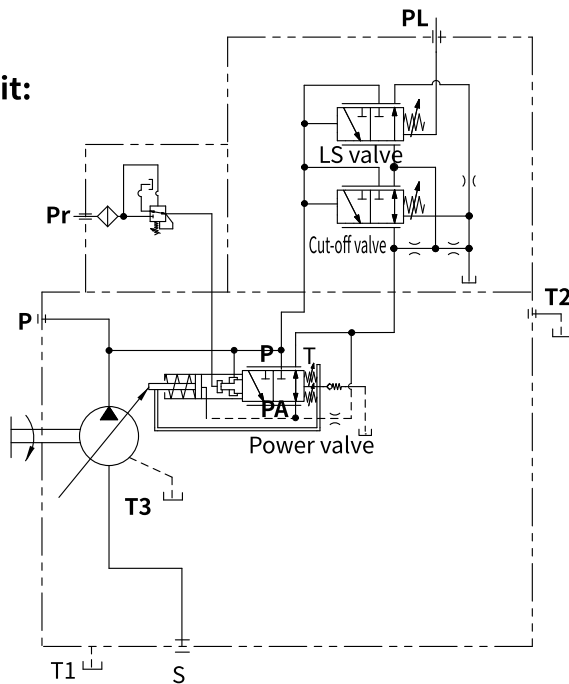 PL
it:
LS valve
Pr
Cut-off valve
T2
P
P
T
PA
Power valve
T3
T1
S